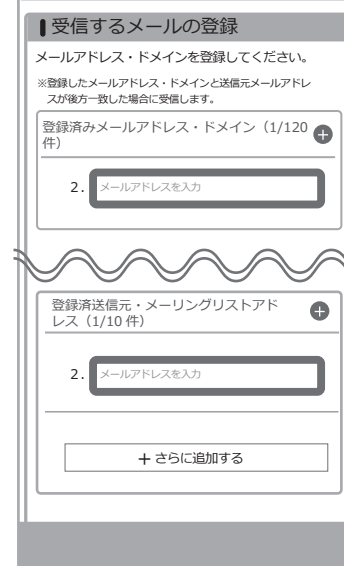 受信するメールの登録
メールアドレス・ドメインを登録してください。
※登録したメールアドレス・ドメインと送信元メールアドレ
スが後方一致した場合に受信します。
登録済みメールアドレス・ドメイン（1/120
件）
2. メールアドレスを入力
登録済送信元・メーリングリストアド
レス（1/10 件）
2. メールアドレスを入力
＋さらに追加する